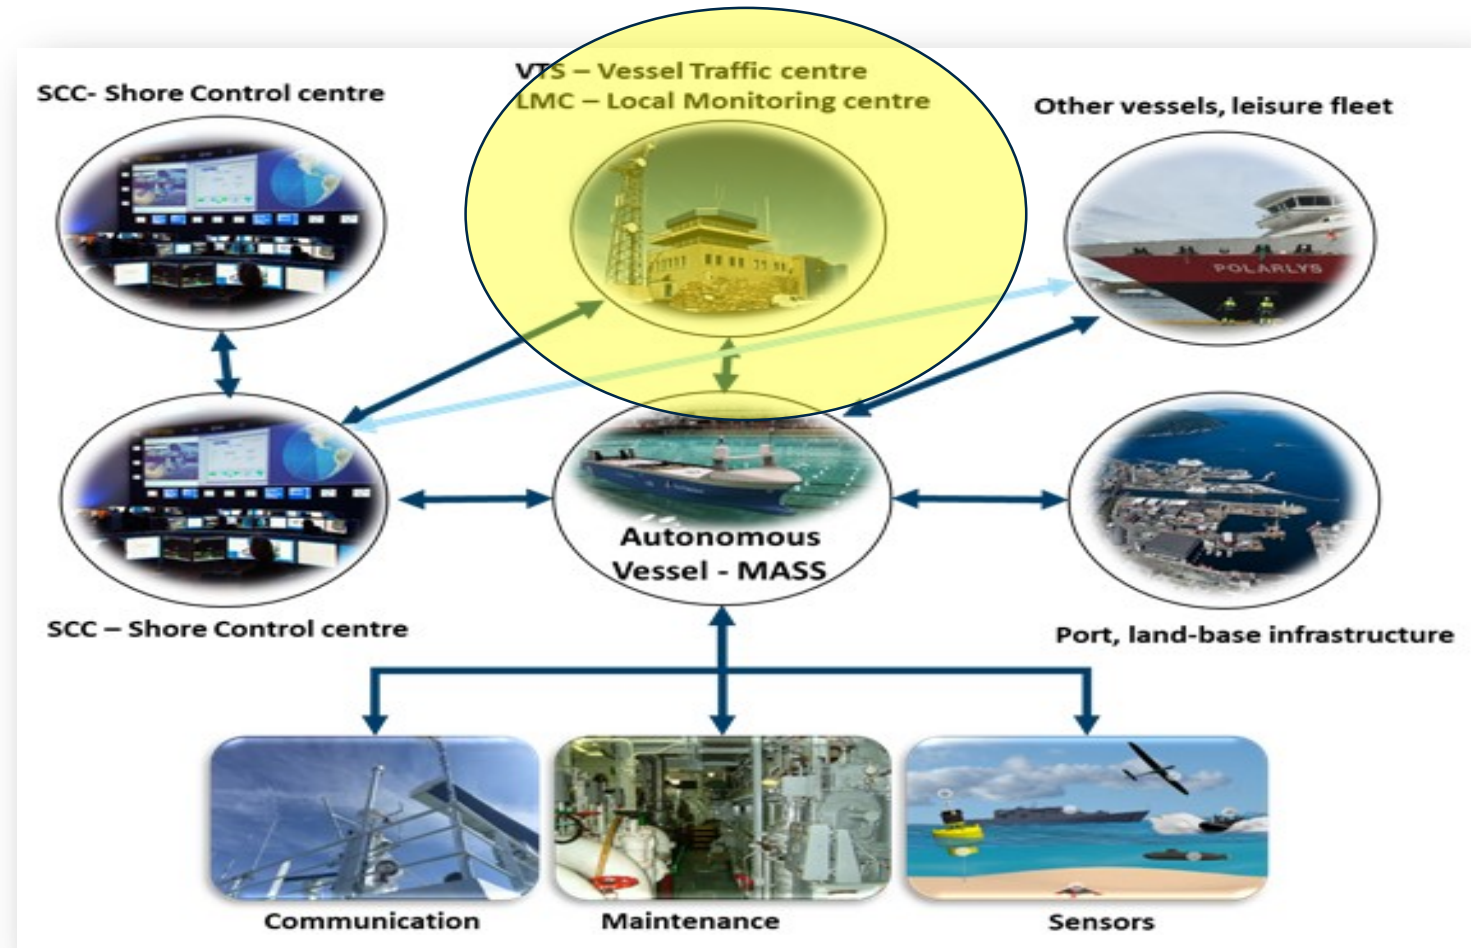 SCC- Shore Control centre
VTS – Vessel Traffic centre
LMC – Local Monitoring centre
Other vessels, leisure fleet
POLARLYS
Autonomous
Vessel - MASS
SCC – Shore Control centre
Port, land-base infrastructure
Communication
Maintenance
Sensors